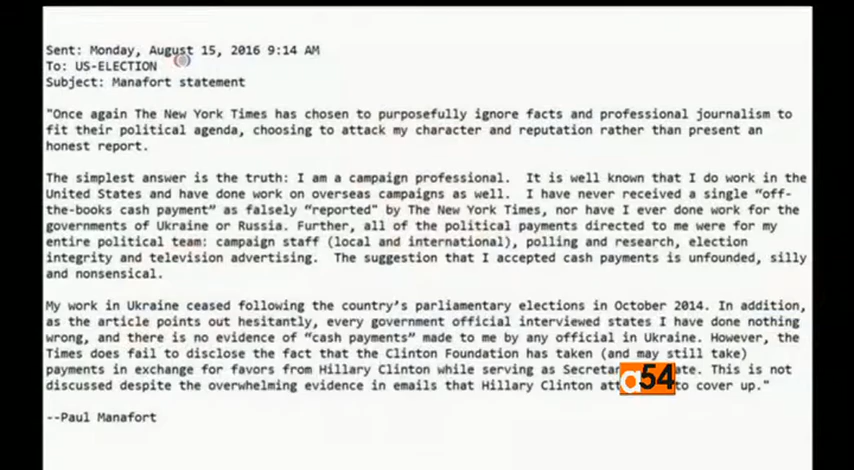 Sent: Monday, August 15, 2016 9:14 AM
To: US-ELECTION
Subject: Manafort statement
"Once again The New York Times has chosen to purposefully ignore facts and professional journalism to
fit their political agenda, choosing to attack my character and reputation rather than present an
honest report.
The simplest answer is the truth: I am a campaign professional.  It is well known that I do work in the
United States and have done work on overseas campaigns as well.  I have never received a single “off-
the-books cash payment” as falsely “reported” by The New York Times, nor have I ever done work for the
governments of Ukraine or Russia. Further, all of the political payments directed to me were for my
entire political team: campaign staff (local and international), polling and research, election
integrity and television advertising.  The suggestion that I accepted cash payments is unfounded, silly
and nonsensical.
My work in Ukraine ceased following the country’s parliamentary elections in October 2014. In addition,
as the article points out hesitantly, every government official interviewed states I have done nothing
wrong, and there is no evidence of “cash payments” made to me by any official in Ukraine. However, the
Times does fail to disclose the fact that the Clinton Foundation has taken (and may still take)
payments in exchange for favors from Hillary Clinton while serving as This is not
discussed despite the overwhelming evidence in emails that Hillary Clinton to cover up."
a54
--Paul Manafort